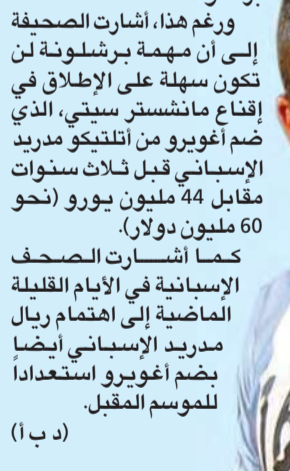 ورغم هذا، أشارت الصحيفة
إلى أن مهمة برشلونة لن
تكون سهلة على الإطلاق في
إقناع مانشستر سيتي، الذي
ضم أغويرو من أتلتيكو مدريد
الإسباني قبل ثلاث سنوات
مقابل 44 مليون يورو (نحو
60 مليون دولار).
كما أشارت الصحف
الإسبانية في الأيام القليلة
الماضية إلى اهتمام ريال
مدريد الإسباني أيضا
بضم أغويرو استعداداً
للموسم المقبل.
(د ب أ)